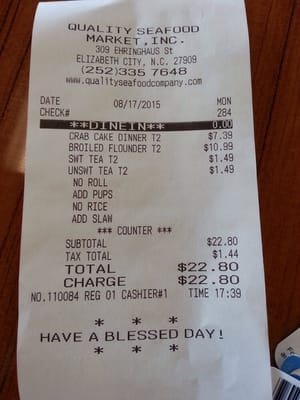 QUALITY SEAFOOD
MARKET, INC.
309 EHRINGHAUS St
ELIZABETH CITY, N.C. 27909
(252)335 7648
www.qualityseafoodcompany.com
DATE 08/17/2015 MON
CHECK# 284
**DINEIN** 0.00
CRAB CAKE DINNER T2 $7.39
BROILED FLOUNDER T2 $10.99
SWT TEA T2 $1.49
UNSWT TEA T2 $1.49
NO ROLL
ADD PUPS
NO RICE
ADD SLAW
*** COUNTER ***
SUBTOTAL $22.80
TAX TOTAL $1.44
TOTAL $22.80
CHARGE $22.80
NO.110084 REG 01 CASHIER#1 TIME 17:39
* * *
HAVE A BLESSED DAY!
* * *